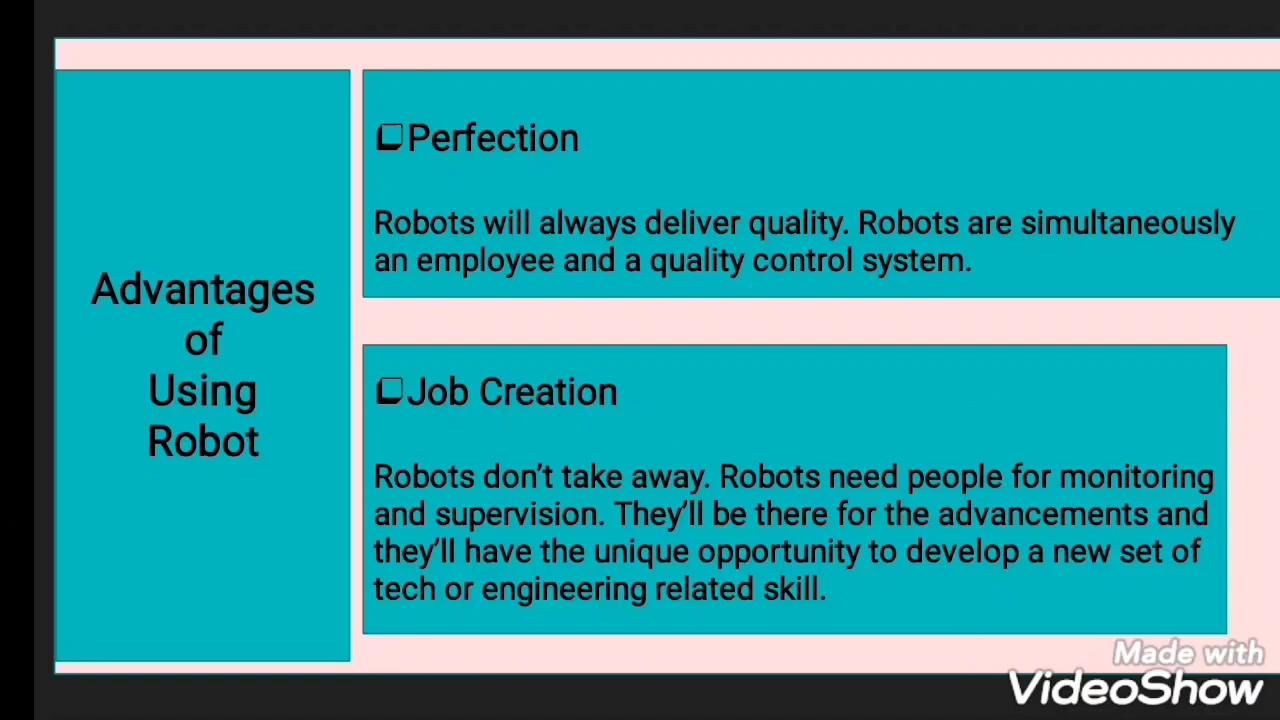 Advantages
of
Using
Robot
❑Perfection
Robots will always deliver quality. Robots are simultaneously
an employee and a quality control system.
❑Job Creation
Robots don’t take away. Robots need people for monitoring
and supervision. They’ll be there for the advancements and
they’ll have the unique opportunity to develop a new set of
tech or engineering related skill.
Made with
VideoShow